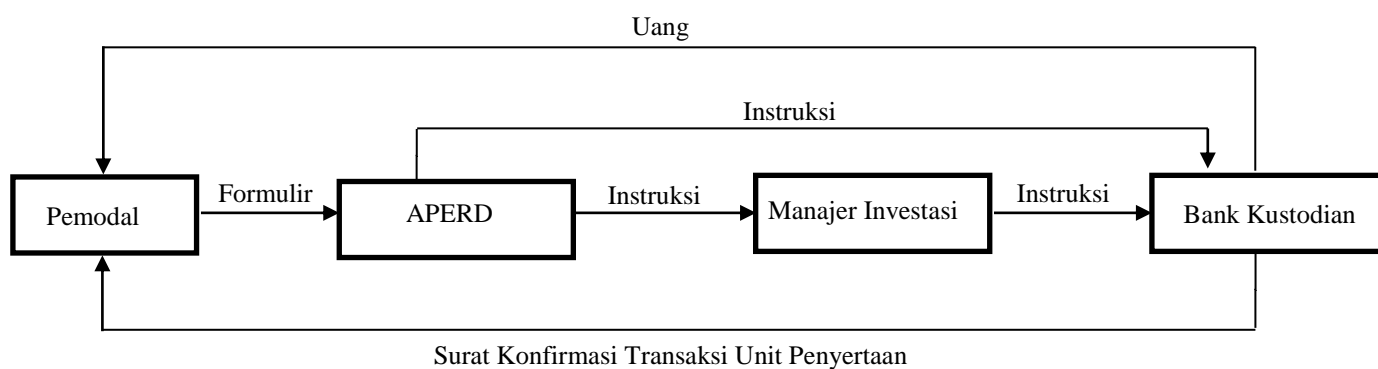 Uang
Instruksi
Pemodal
Formulir
APERD
Instruksi
Manajer Investasi
Instruksi
Bank Kustodian
Surat Konfirmasi Transaksi Unit Penyertaan